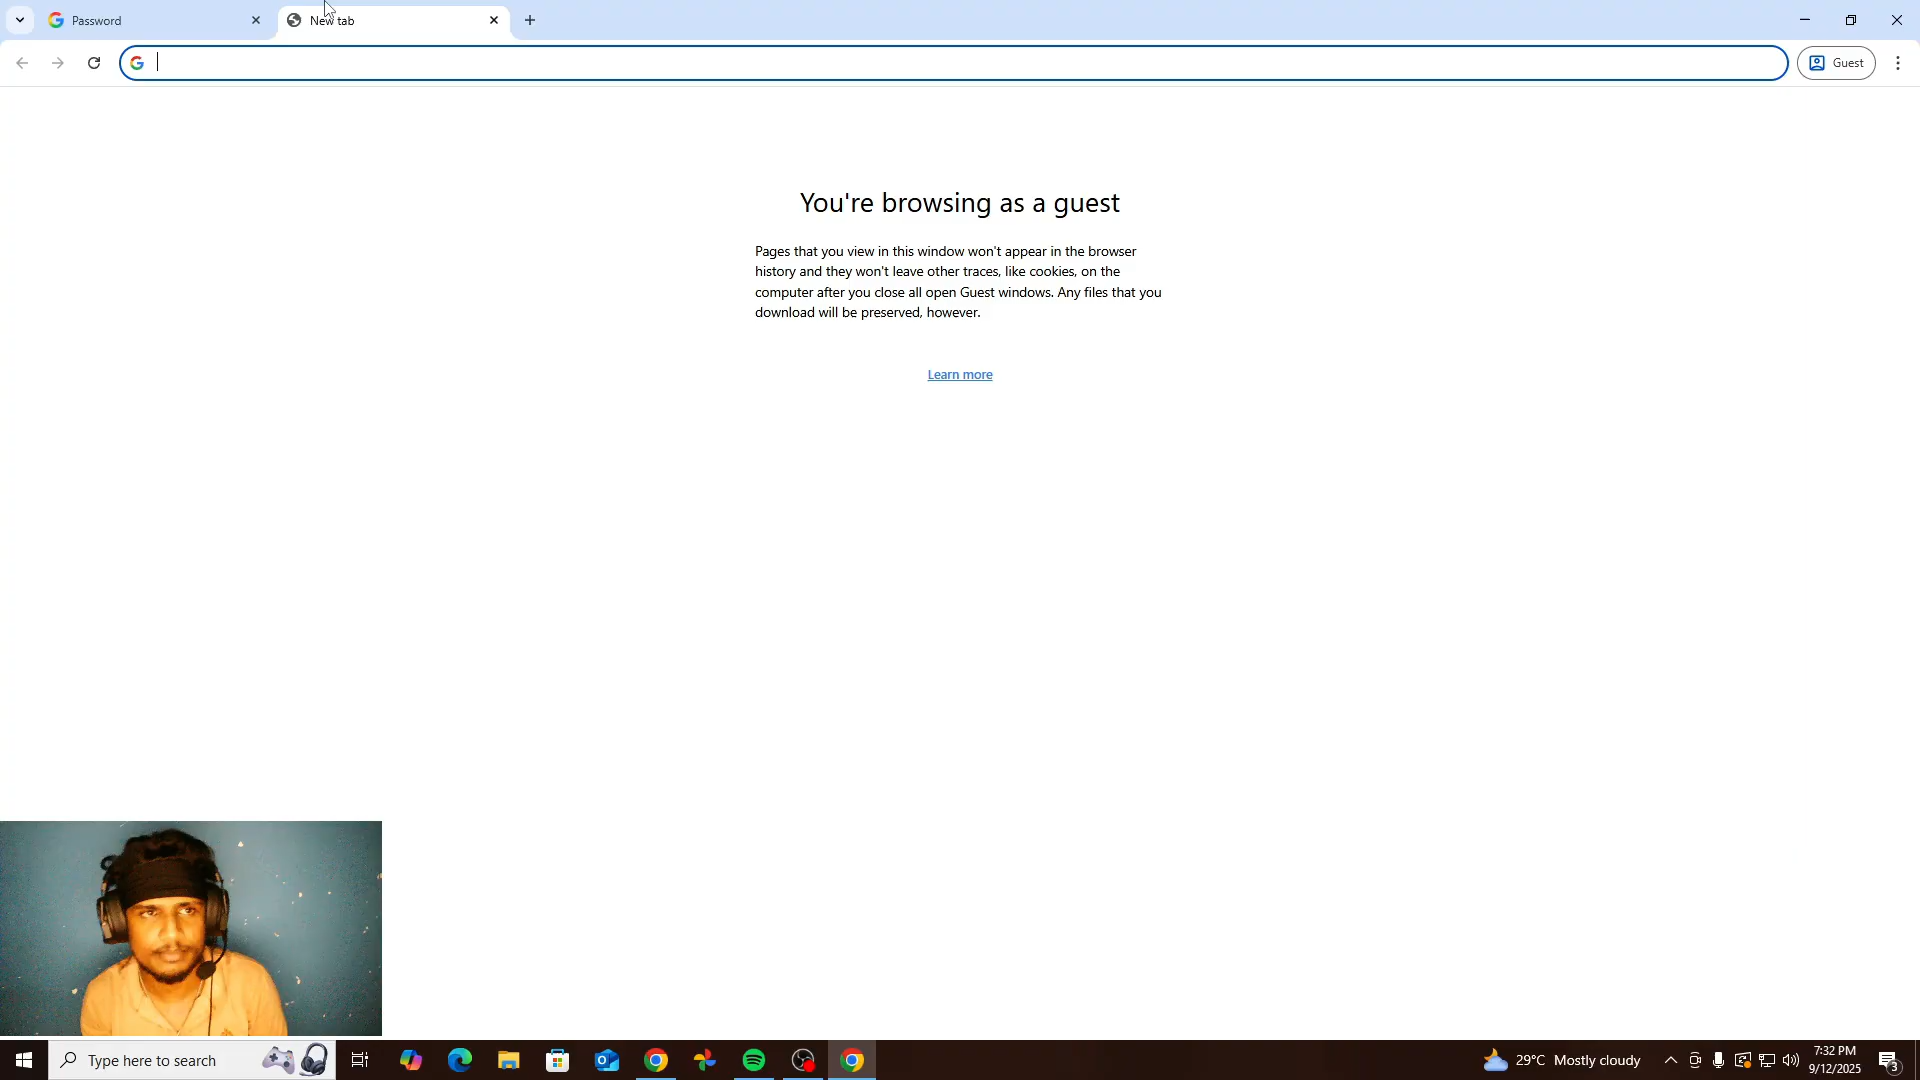 Password
New tab
Guest
You're browsing as a guest
Pages that you view in this window won't appear in the browser
history and they won't leave other traces, like cookies, on the
computer after you close all open Guest windows. Any files that you
download will be preserved, however.
Learn more
Type here to search
29°C Mostly cloudy
7:32 PM
9/12/2025
3